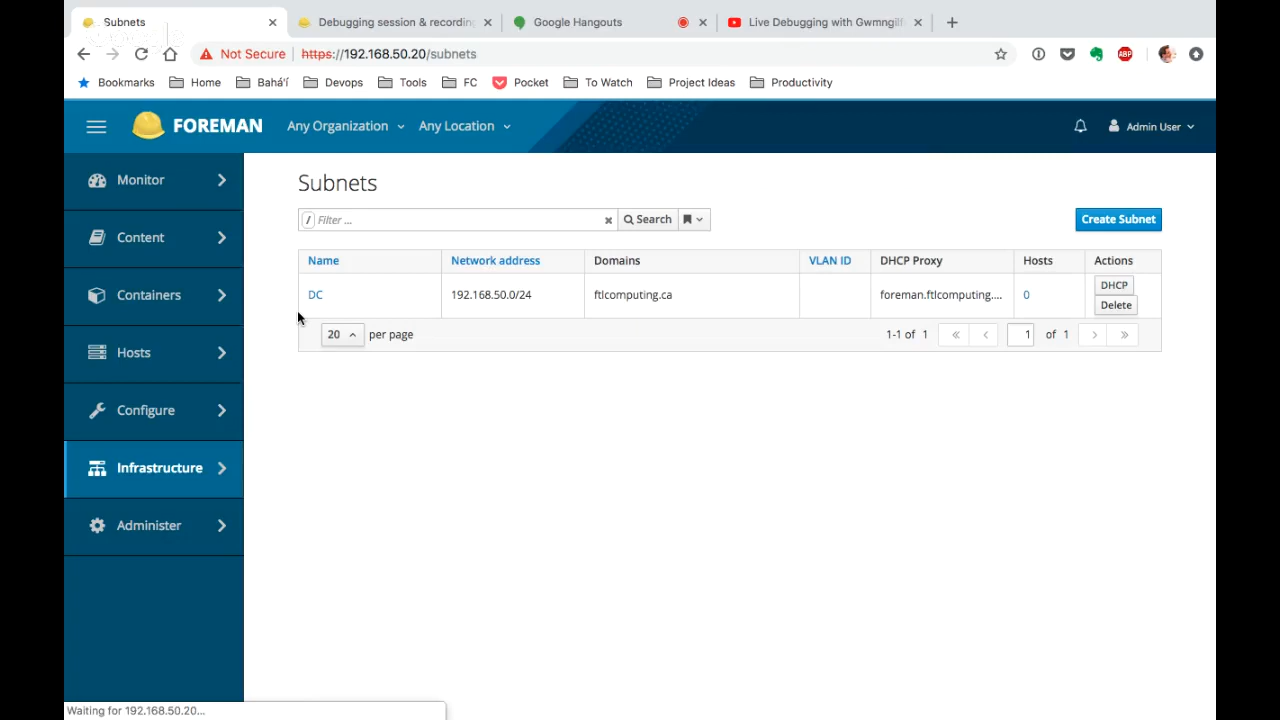 Subnets
Debugging session & recording
Google Hangouts
Live Debugging with Gwmngilf
Not Secure
https://192.168.50.20/subnets
ABP
Bookmarks
Home
Bahá'í
Devops
Tools
FC
Pocket
To Watch
Project Ideas
Productivity
FOREMAN
Any Organization
Any Location
Admin User
Monitor
Content
Containers
Hosts
Configure
Infrastructure
Administer
Subnets
/ Filter ...
Search
Create Subnet
Name Network address Domains VLAN ID DHCP Proxy Hosts Actions
DC 192.168.50.0/24 ftlcomputing.ca foreman.ftlcomputing.... 0 DHCP
Delete
20 per page
1-1 of 1 « ‹ 1 of 1 › »
Waiting for 192.168.50.20...